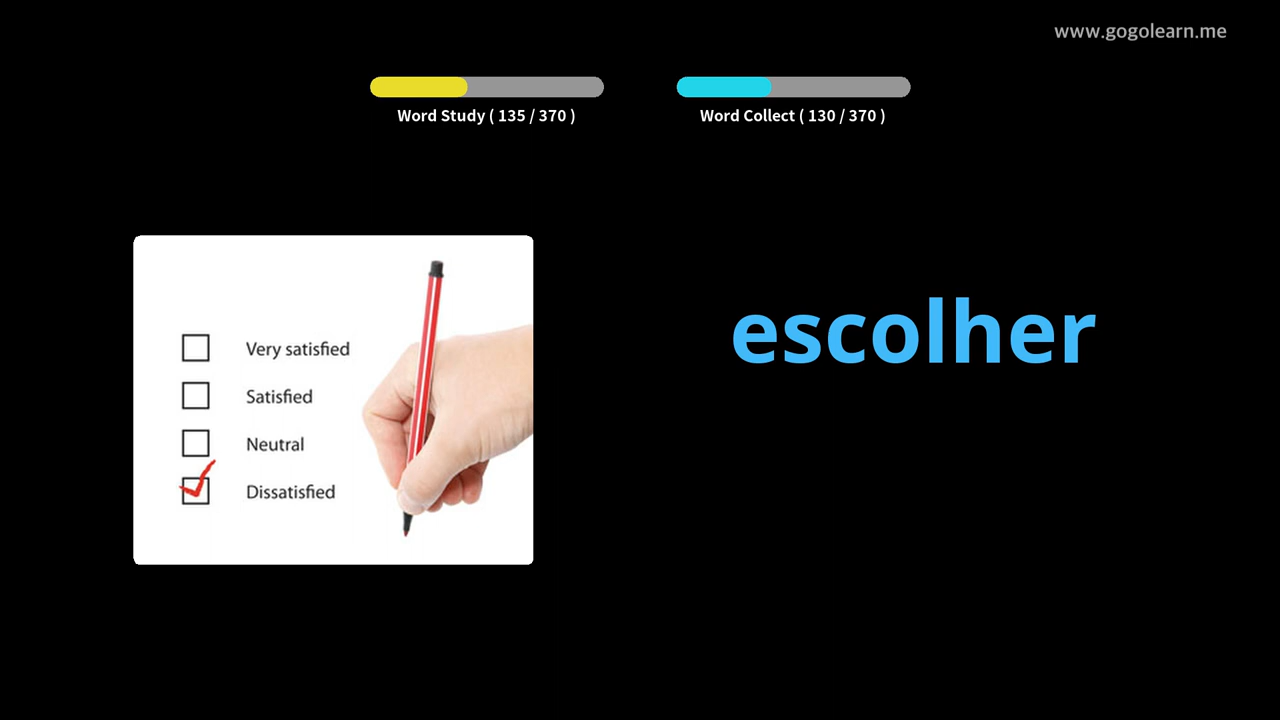 www.gogolearn.me
Word Study ( 135 / 370 )
Word Collect ( 130 / 370 )
Very satisfied
Satisfied
Neutral
Dissatisfied
escolher